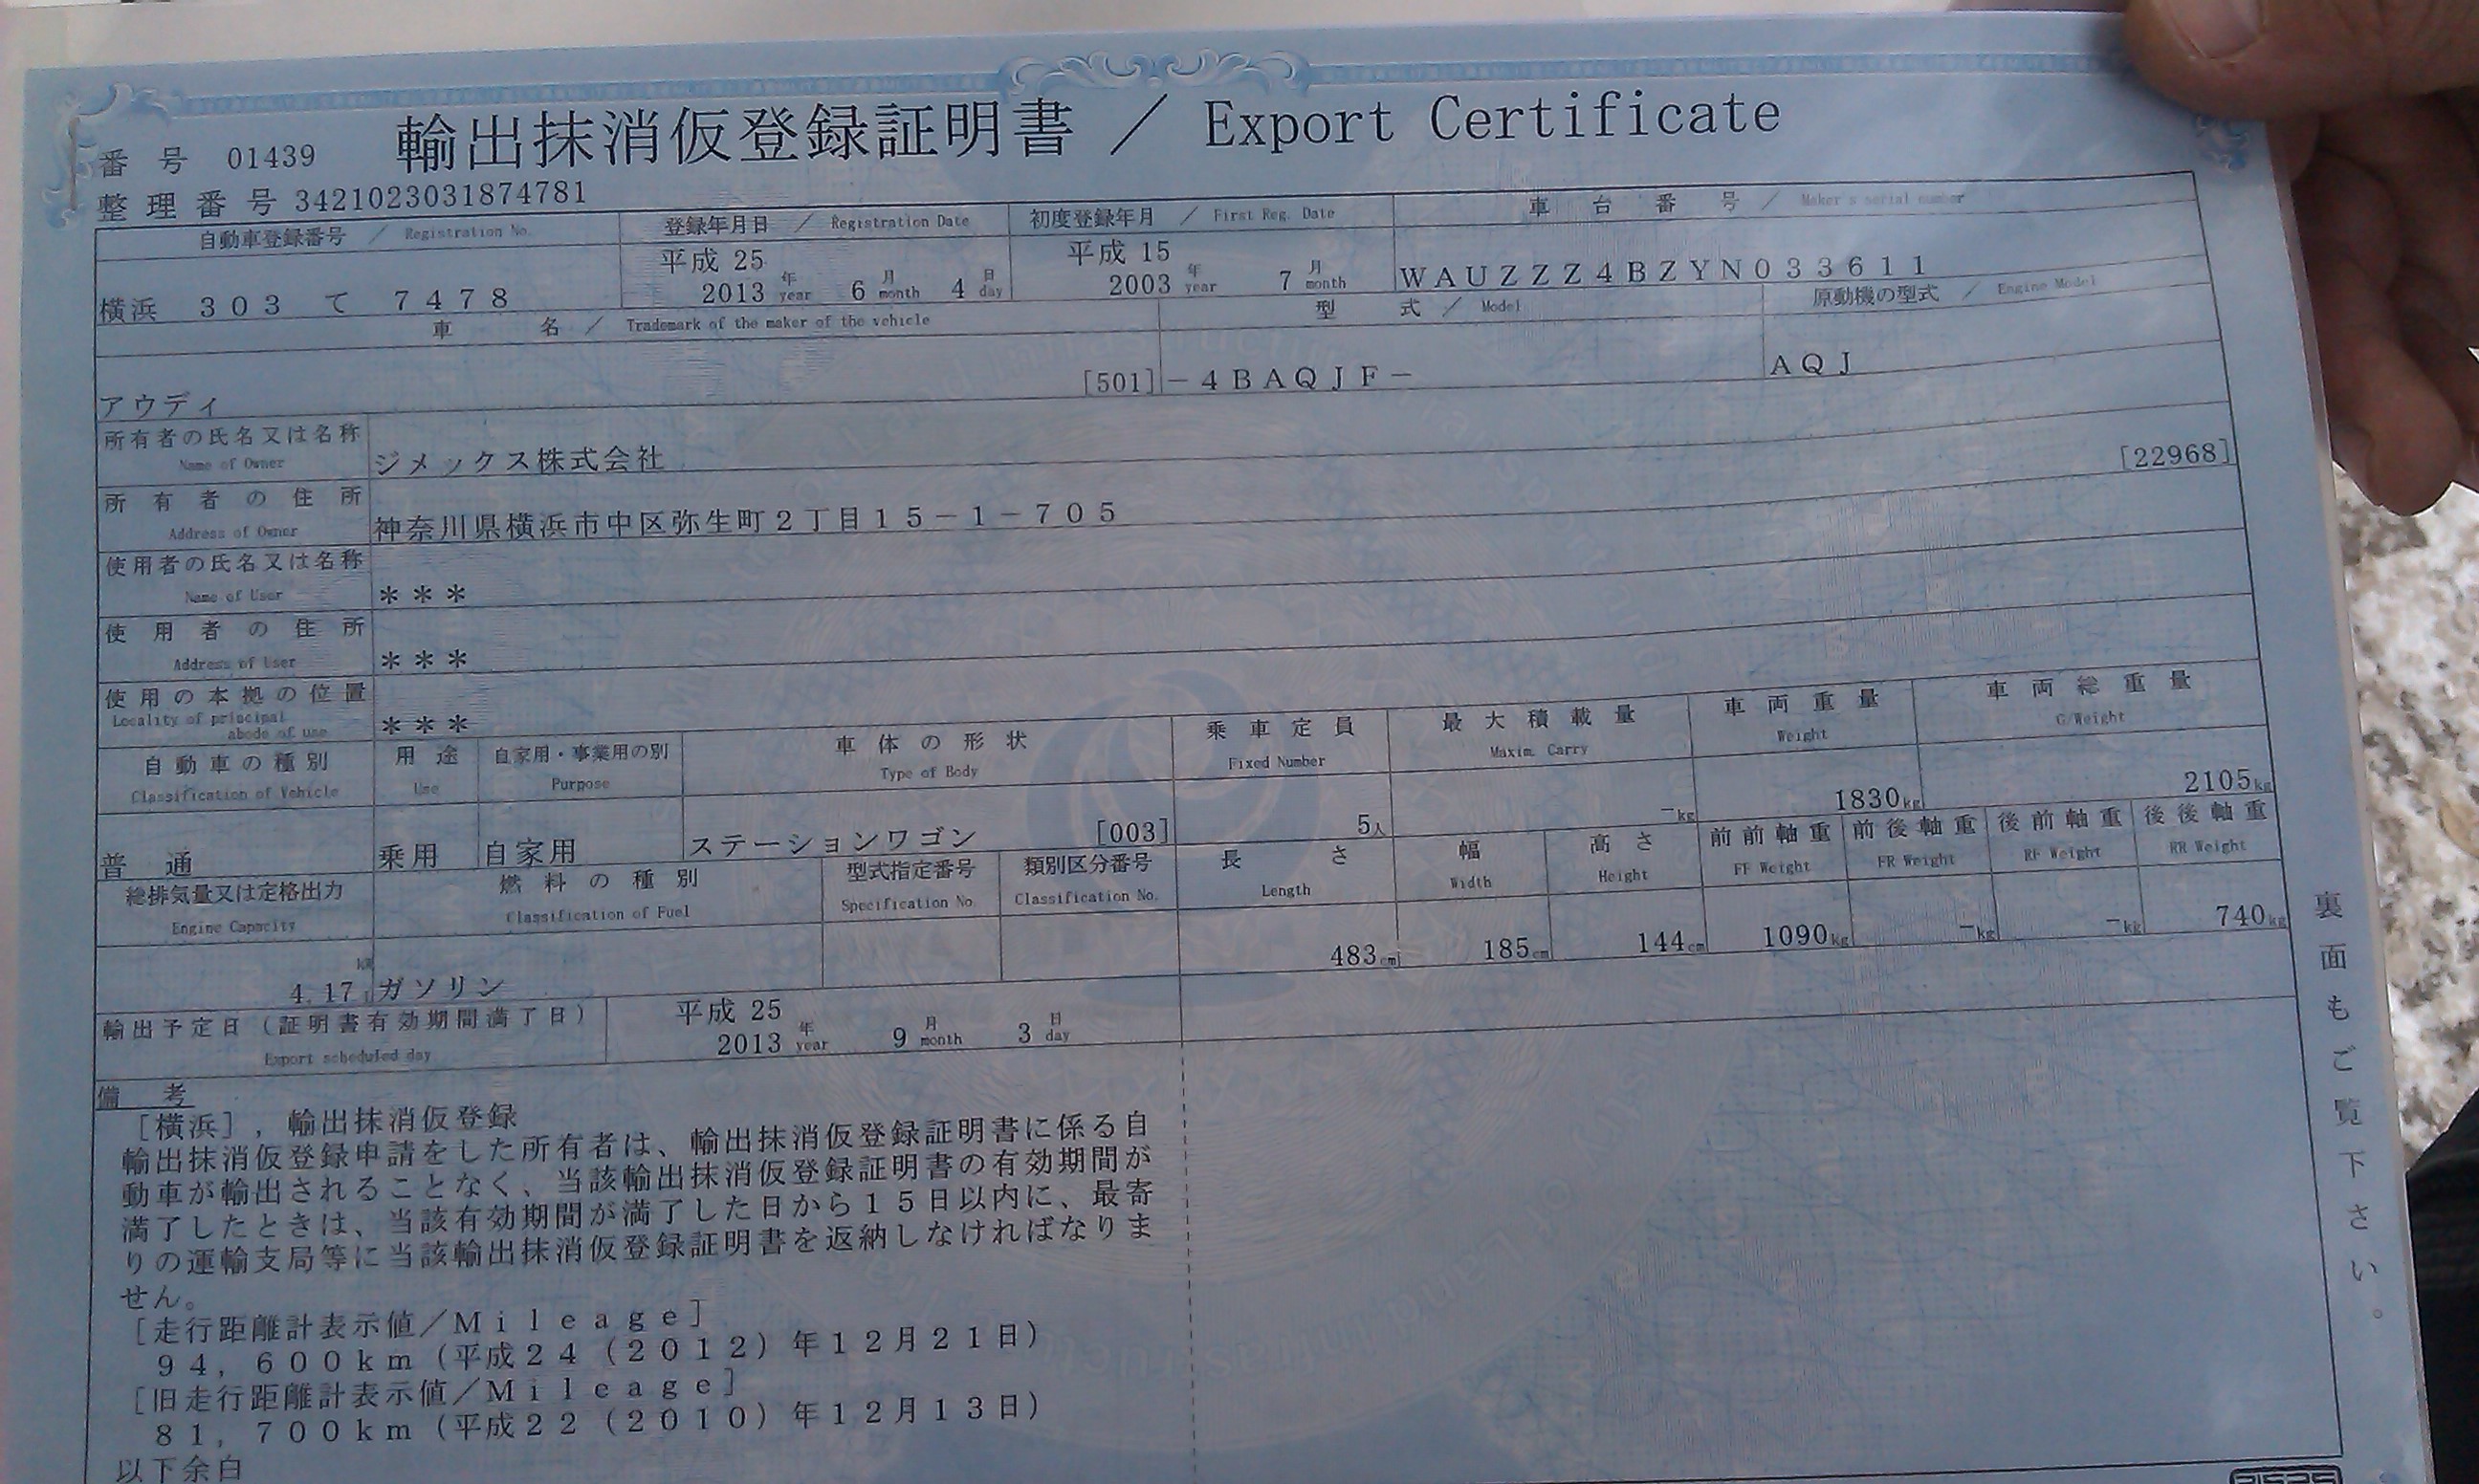 輸出抹消仮登録証明書 / Export Certificate
番号 01439
整理番号 3421023031874781
自動車登録番号 / Registration No.
登録年月日 / Registration Date
初度登録年月 / First Reg. Date
車台番号 / Maker's serial number
横浜 303 て 7478
平成 25
2013 年 year 6 月 month 4 日 day
平成 15
2003 年 year 7 月 month
WAUZZZ4BZYN033611
車名 / Trademark of the maker of the vehicle
型式 / Model
原動機の型式 / Engine Model
アウディ [501]
-4BAQJF-
AQJ
所有者の氏名又は名称
Name of Owner
ジメックス株式会社
[22968]
所有者の住所
Address of Owner
神奈川県横浜市中区弥生町2丁目15-1-705
使用者の氏名又は名称
Name of User
***
使用者の住所
Address of User
***
使用の本拠の位置
Locality of principal
abode of use
***
自動車の種別
Classification of Vehicle
用途
Use
自家用・事業用の別
Purpose
車体の形状
Type of Body
乗車定員
Fixed Number
最大積載量
Maxim. Carry
車両重量
Weight
車両総重量
G/Weight
普通
乗用
自家用
ステーションワゴン [003]
5人
-kg
1830kg
2105kg
総排気量又は定格出力
Engine Capacity
燃料の種別
Classification of Fuel
型式指定番号
Specification No.
類別区分番号
Classification No.
長さ
Length
幅
Width
高さ
Height
前前軸重
FF Weight
前後軸重
FR Weight
後前軸重
RF Weight
後後軸重
RR Weight
kW
4.17 L
ガソリン
483cm
185cm
144cm
1090kg
-kg
-kg
740kg
輸出予定日(証明書有効期間満了日)
Export scheduled day
平成 25
2013 年 year 9 月 month 3 日 day
備考
[横浜],輸出抹消仮登録
輸出抹消仮登録申請をした所有者は、輸出抹消仮登録証明書に係る自
動車が輸出されることなく、当該輸出抹消仮登録証明書の有効期間が
満了したときは、当該有効期間が満了した日から15日以内に、最寄
りの運輸支局等に当該輸出抹消仮登録証明書を返納しなければなりま
せん。
[走行距離計表示値/Mileage]
94,600km(平成24(2012)年12月21日)
[旧走行距離計表示値/Mileage]
81,700km(平成22(2010)年12月13日)
以下余白
裏面もご覧下さい。